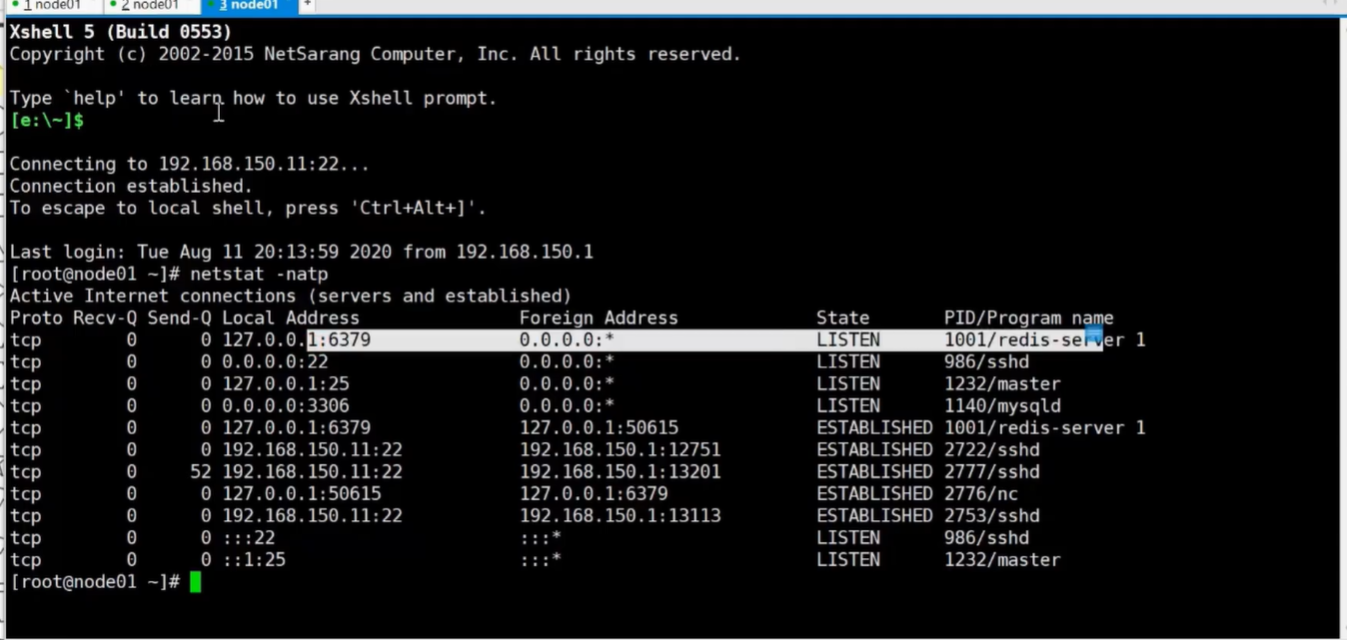 1 node01 2 node01 3 node01 +
Xshell 5 (Build 0553)
Copyright (c) 2002-2015 NetSarang Computer, Inc. All rights reserved.
Type `help' to learn how to use Xshell prompt.
[e:\~]$
Connecting to 192.168.150.11:22...
Connection established.
To escape to local shell, press 'Ctrl+Alt+]'.
Last login: Tue Aug 11 20:13:59 2020 from 192.168.150.1
[root@node01 ~]# netstat -natp
Active Internet connections (servers and established)
Proto Recv-Q Send-Q Local Address Foreign Address State PID/Program name
tcp 0 0 127.0.0.1:6379 0.0.0.0:* LISTEN 1001/redis-server 1
tcp 0 0 0.0.0.0:22 0.0.0.0:* LISTEN 986/sshd
tcp 0 0 127.0.0.1:25 0.0.0.0:* LISTEN 1232/master
tcp 0 0 0.0.0.0:3306 0.0.0.0:* LISTEN 1140/mysqld
tcp 0 0 127.0.0.1:6379 127.0.0.1:50615 ESTABLISHED 1001/redis-server 1
tcp 0 0 192.168.150.11:22 192.168.150.1:12751 ESTABLISHED 2722/sshd
tcp 0 52 192.168.150.11:22 192.168.150.1:13201 ESTABLISHED 2777/sshd
tcp 0 0 127.0.0.1:50615 127.0.0.1:6379 ESTABLISHED 2776/nc
tcp 0 0 192.168.150.11:22 192.168.150.1:13113 ESTABLISHED 2753/sshd
tcp 0 0 :::22 :::* LISTEN 986/sshd
tcp 0 0 ::1:25 :::* LISTEN 1232/master
[root@node01 ~]#